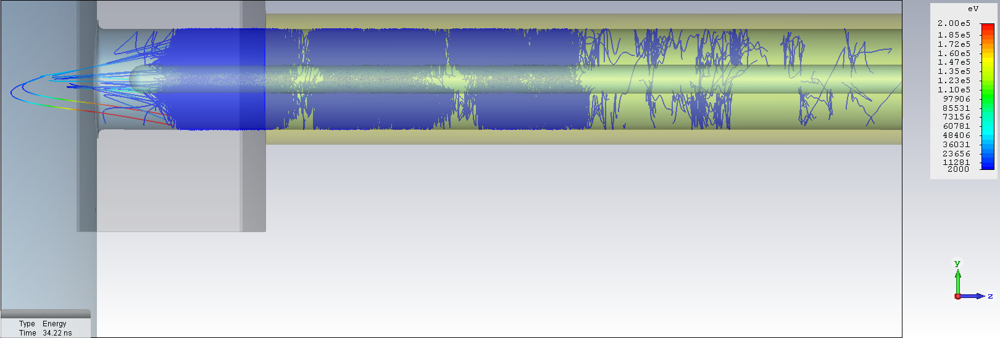 eV
2.00e5
1.85e5
1.72e5
1.60e5
1.47e5
1.35e5
1.23e5
1.10e5
97906
85531
73156
60781
48406
36031
23656
11281
2000
y
z
Type Energy
Time 34.22 ns